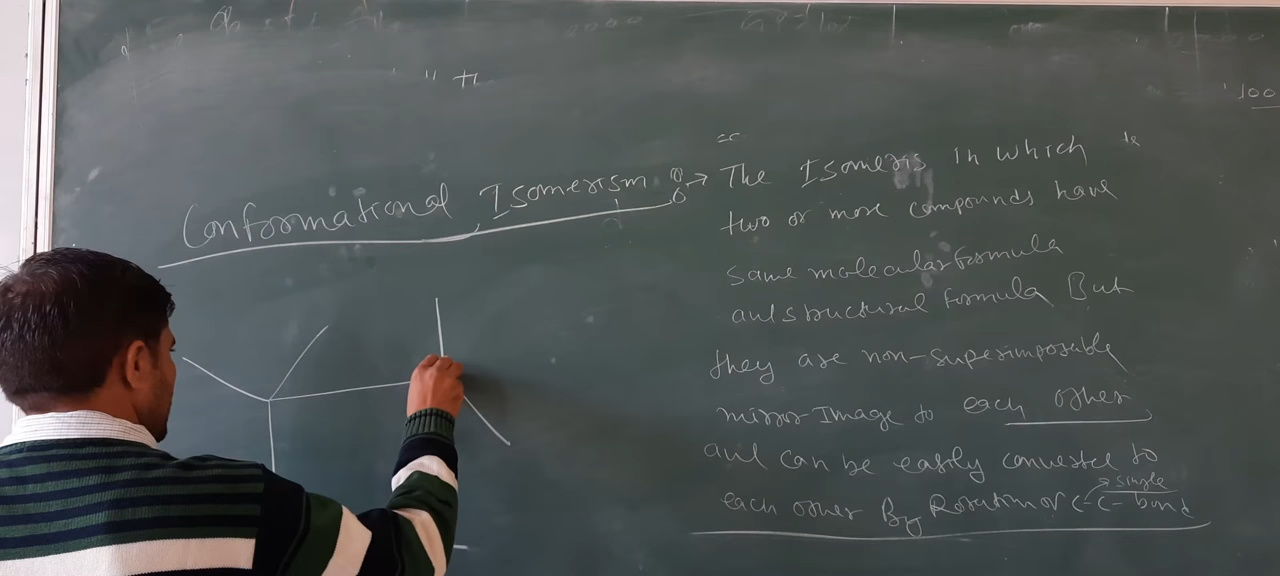 100
Conformational Isomerism :→ The Isomeris in which
two or more compounds have
same molecular formula
and structural formula But
they are non-superimposable
mirror-Image to each other
and can be easily converted to
each other By Rotation of C-C- bond
single